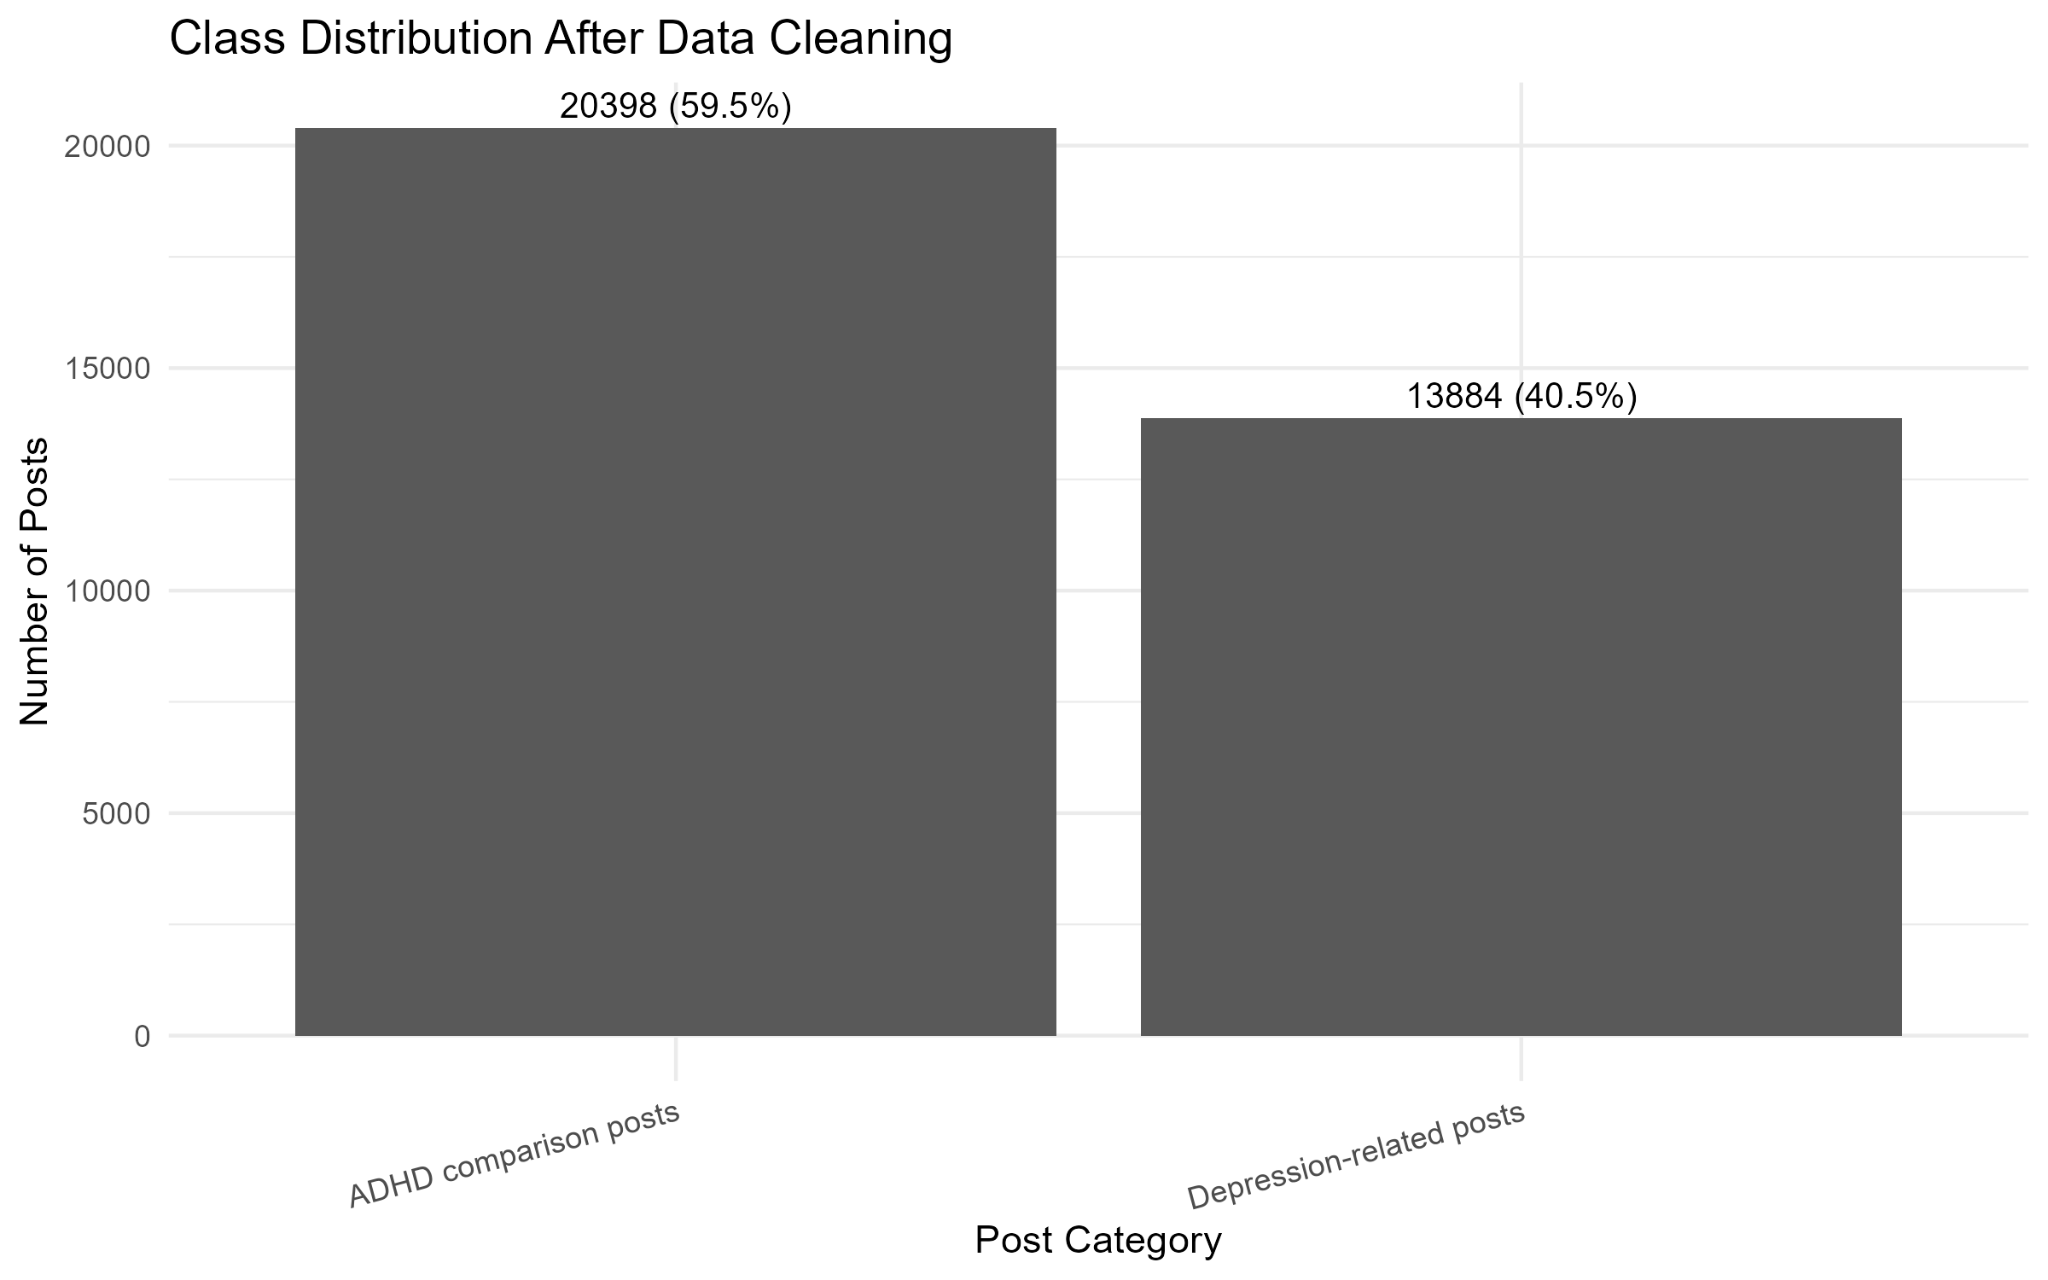 Class Distribution After Data Cleaning
20398 (59.5%)
20000
15000
13884 (40.5%)
Number of Posts
10000
5000
0
ADHD comparison posts
Depression-related posts
Post Category